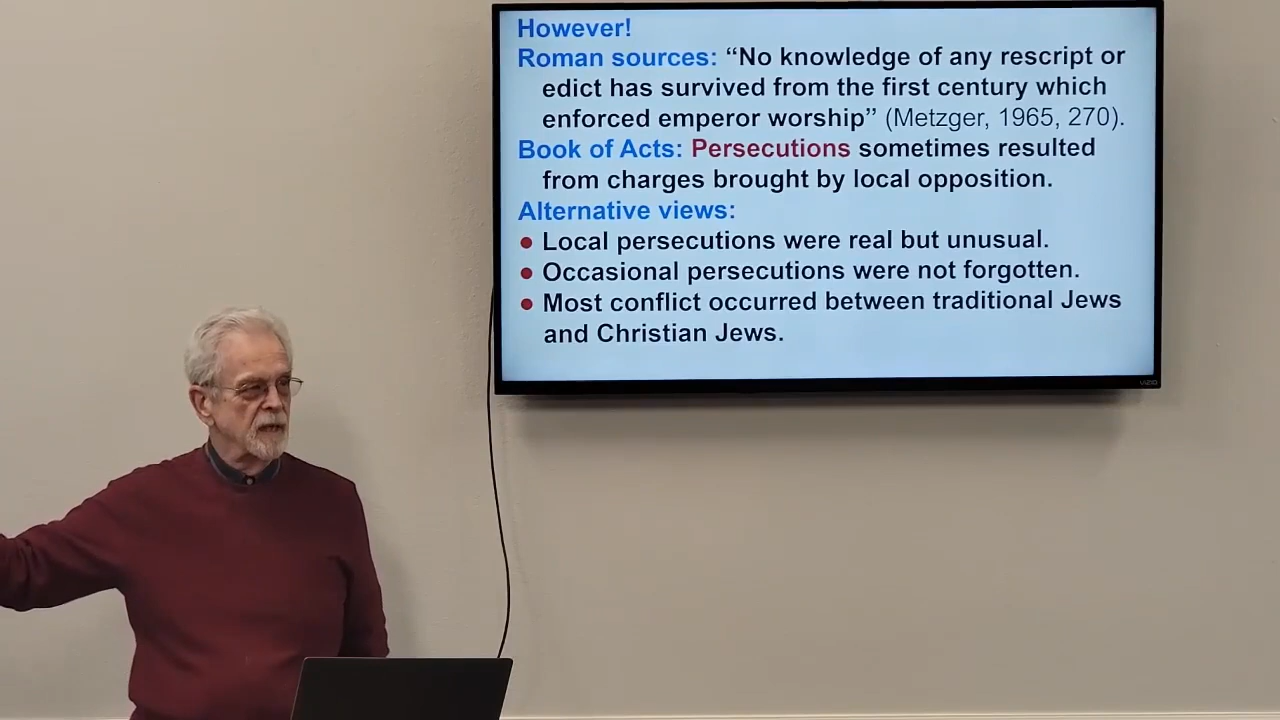 However!
Roman sources: “No knowledge of any rescript or
edict has survived from the first century which
enforced emperor worship” (Metzger, 1965, 270).
Book of Acts: Persecutions sometimes resulted
from charges brought by local opposition.
Alternative views:
● Local persecutions were real but unusual.
● Occasional persecutions were not forgotten.
● Most conflict occurred between traditional Jews
and Christian Jews.
VIZIO